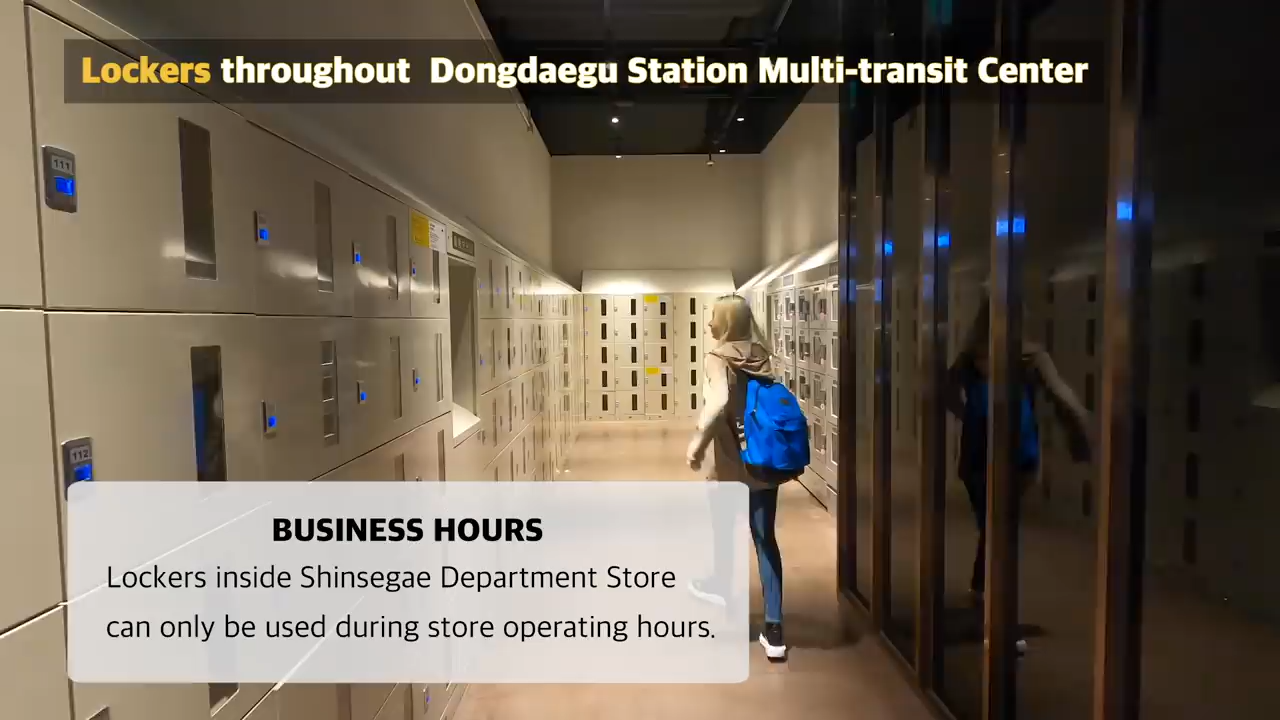 Lockers throughout Dongdaegu Station Multi-transit Center
111
112
BUSINESS HOURS
Lockers inside Shinsegae Department Store
can only be used during store operating hours.